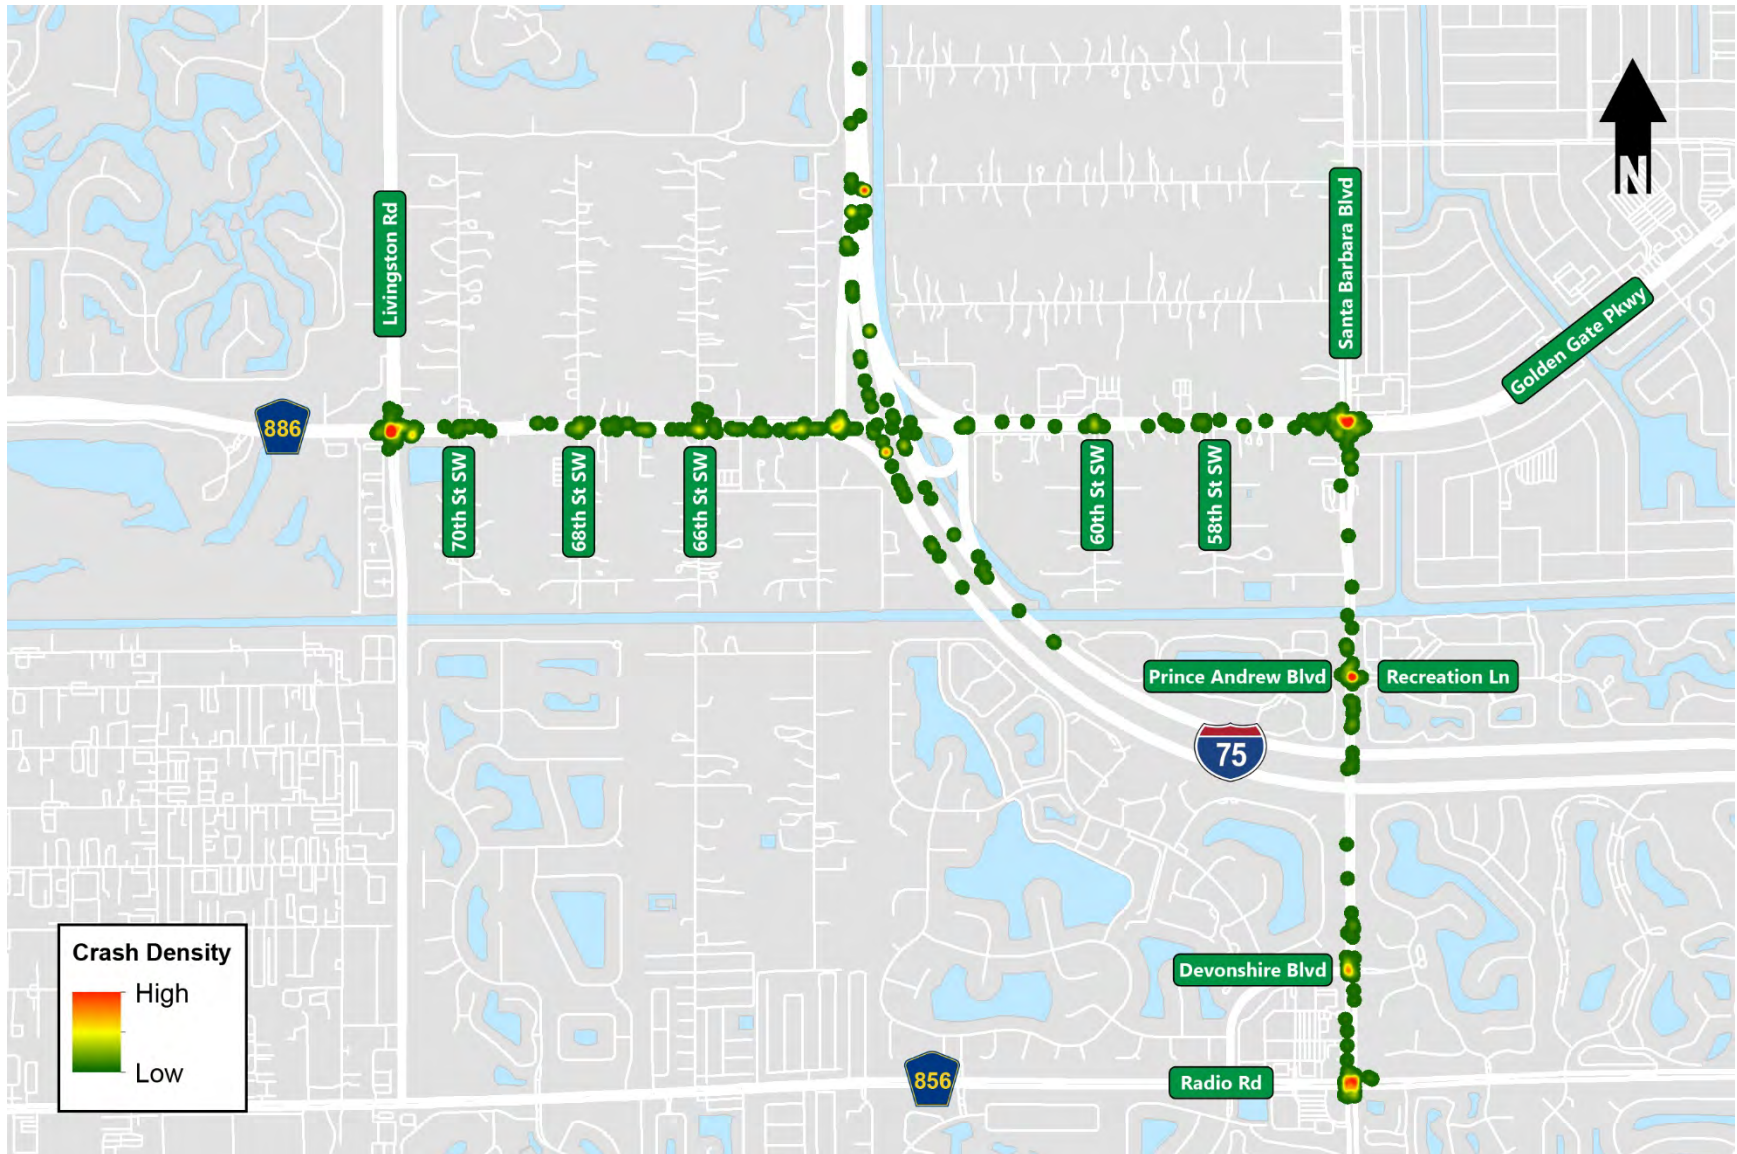 N
Livingston Rd
Santa Barbara Blvd
Golden Gate Pkwy
886
70th St SW
68th St SW
66th St SW
60th St SW
58th St SW
Prince Andrew Blvd
Recreation Ln
75
Crash Density
High
Low
Devonshire Blvd
856
Radio Rd